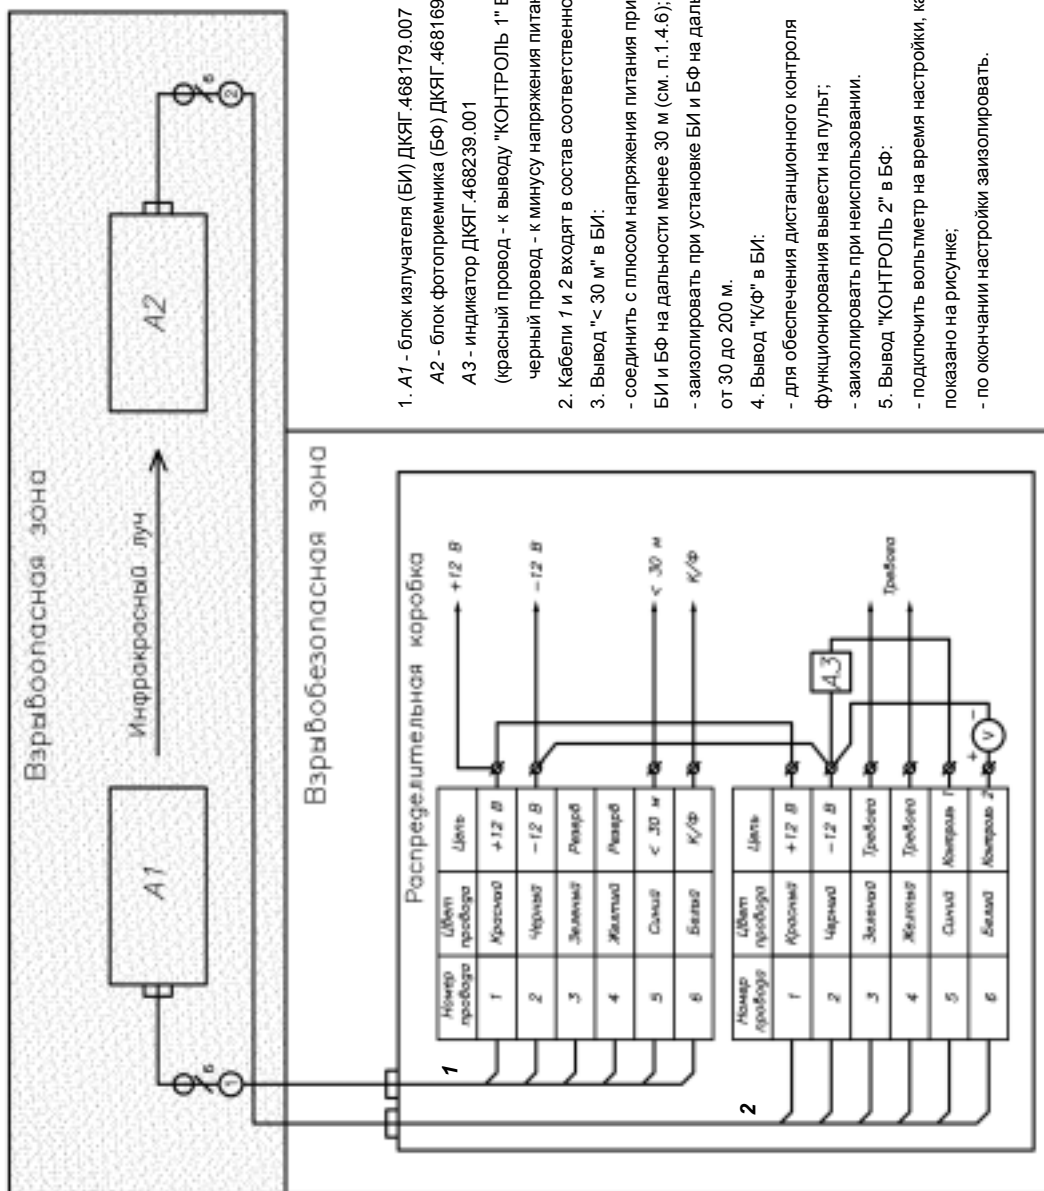 Взрывоопасная зона
A1
Инфракрасный луч
A2
1
6
2
6
Взрывобезопасная зона
Распределительная коробка
1
Номер провода | Цвет провода | Цепь
1 | Красный | +12 В
2 | Черный | -12 В
3 | Зеленый | Резерв
4 | Желтый | Резерв
5 | Синий | < 30 м
6 | Белый | К/Ф
+12 В
-12 В
< 30 м
К/Ф
2
Номер провода | Цвет провода | Цепь
1 | Красный | +12 В
2 | Черный | -12 В
3 | Зеленый | Тревога
4 | Желтый | Тревога
5 | Синий | Контроль 1
6 | Белый | Контроль 2
A3
Тревога
+ V -
1. А1 - блок излучателя (БИ) ДКЯГ.468179.007
А2 - блок фотоприемника (БФ) ДКЯГ.468169
А3 - индикатор ДКЯГ.468239.001
(красный провод - к выводу "КОНТРОЛЬ 1"
черный провод - к минусу напряжения
2. Кабели 1 и 2 входят в состав
3. Вывод "< 30 м" в БИ:
- соединить с плюсом напряжения питания при
БИ и БФ на дальности менее 30 м (см. п.1.4.6);
- заизолировать при установке БИ и БФ на
от 30 до 200 м.
4. Вывод "К/Ф" в БИ:
- для обеспечения дистанционного контроля
функционирования вывести на пульт;
- заизолировать при неиспользовании.
5. Вывод "КОНТРОЛЬ 2" в БФ:
- подключить вольтметр на время настройки,
показано на рисунке;
- по окончании настройки заизолировать.